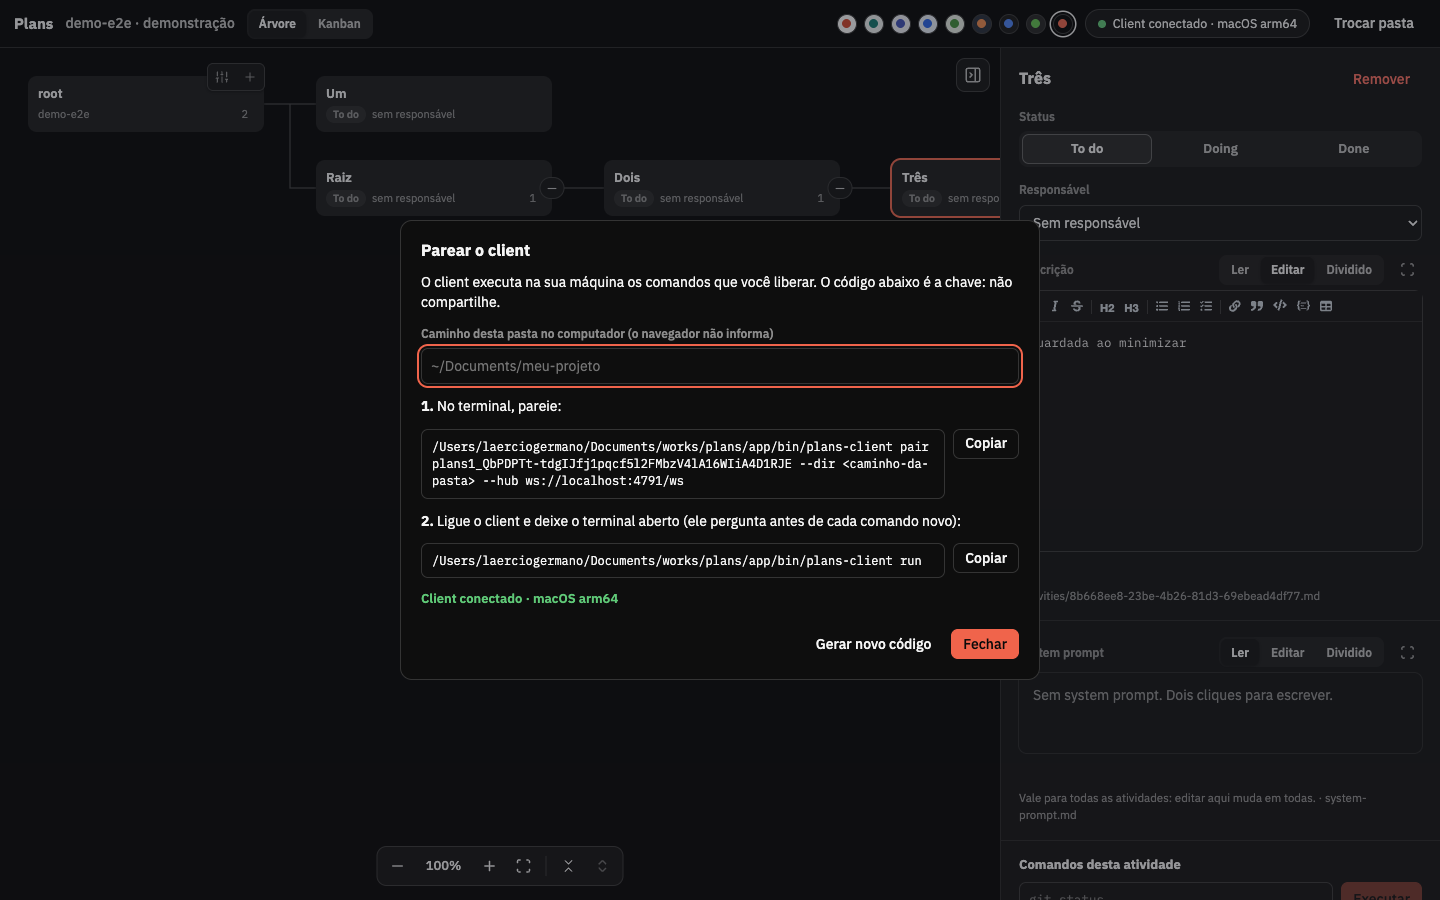 Plans demo-e2e · demonstração Árvore Kanban Client conectado · macOS arm64 Trocar pasta
root
demo-e2e 2
Um
To do sem responsável
Raiz
To do sem responsável 1
Dois
To do sem responsável 1
Três
To do sem respo
Três Remover
Status
To do Doing Done
Responsável
Sem responsável
crição Ler Editar Dividido
I S H2 H3
uardada ao minimizar
vities/8b668ee8-23be-4b26-81d3-69ebead4df77.md
tem prompt Ler Editar Dividido
Sem system prompt. Dois cliques para escrever.
Vale para todas as atividades: editar aqui muda em todas. · system-
prompt.md
Comandos desta atividade
git status Executar
Parear o client
O client executa na sua máquina os comandos que você liberar. O código abaixo é a chave: não
compartilhe.
Caminho desta pasta no computador (o navegador não informa)
~/Documents/meu-projeto
1. No terminal, pareie:
/Users/laerciogermano/Documents/works/plans/app/bin/plans-client pair
plans1_QbPDPTt-tdgIJfj1pqcf5l2FMbzV4lA16WIiA4D1RJE --dir <caminho-da-
pasta> --hub ws://localhost:4791/ws
Copiar
2. Ligue o client e deixe o terminal aberto (ele pergunta antes de cada comando novo):
/Users/laerciogermano/Documents/works/plans/app/bin/plans-client run
Copiar
Client conectado · macOS arm64
Gerar novo código Fechar
100%